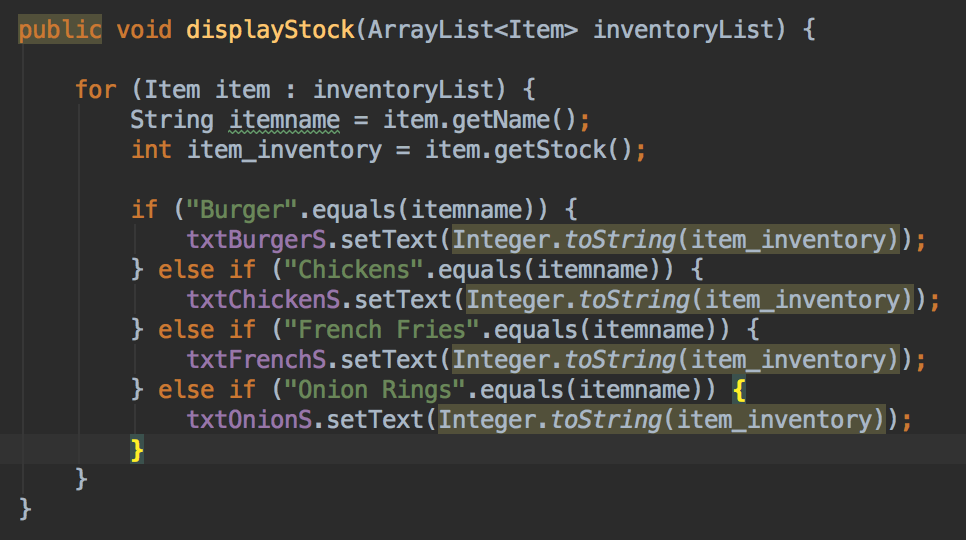 public void displayStock(ArrayList<Item> inventoryList) {
for (Item item : inventoryList) {
String itemname = item.getName();
int item_inventory = item.getStock();
if ("Burger".equals(itemname)) {
txtBurgerS.setText(Integer.toString(item_inventory));
} else if ("Chickens".equals(itemname)) {
txtChickenS.setText(Integer.toString(item_inventory));
} else if ("French Fries".equals(itemname)) {
txtFrenchS.setText(Integer.toString(item_inventory));
} else if ("Onion Rings".equals(itemname)) {
txtOnionS.setText(Integer.toString(item_inventory));
}
}
}